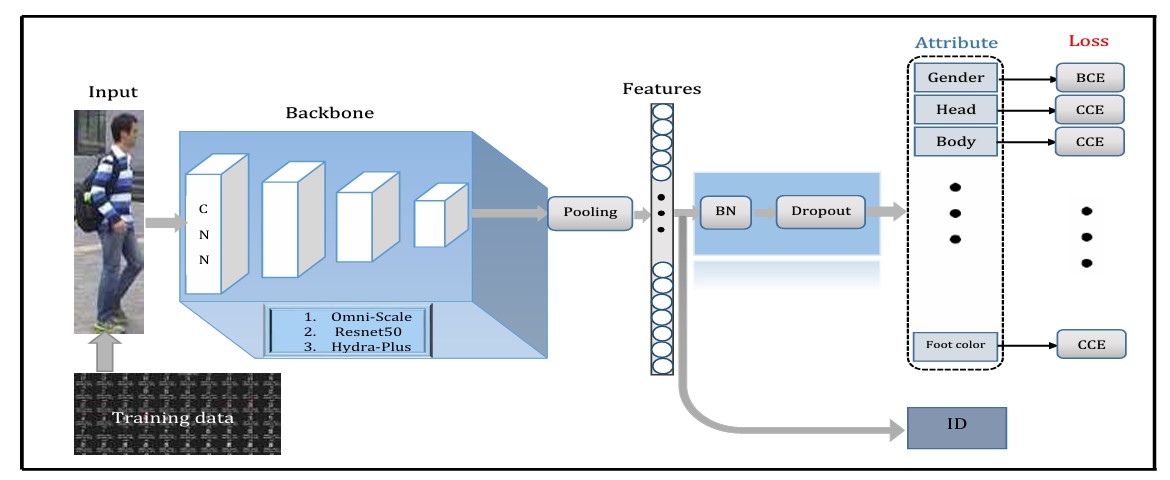 Input
Training data
Backbone
C
N
N
1. Omni-Scale
2. Resnet50
3. Hydra-Plus
Pooling
Features
BN
Dropout
Attribute
Loss
Gender
BCE
Head
CCE
Body
CCE
Foot color
CCE
ID